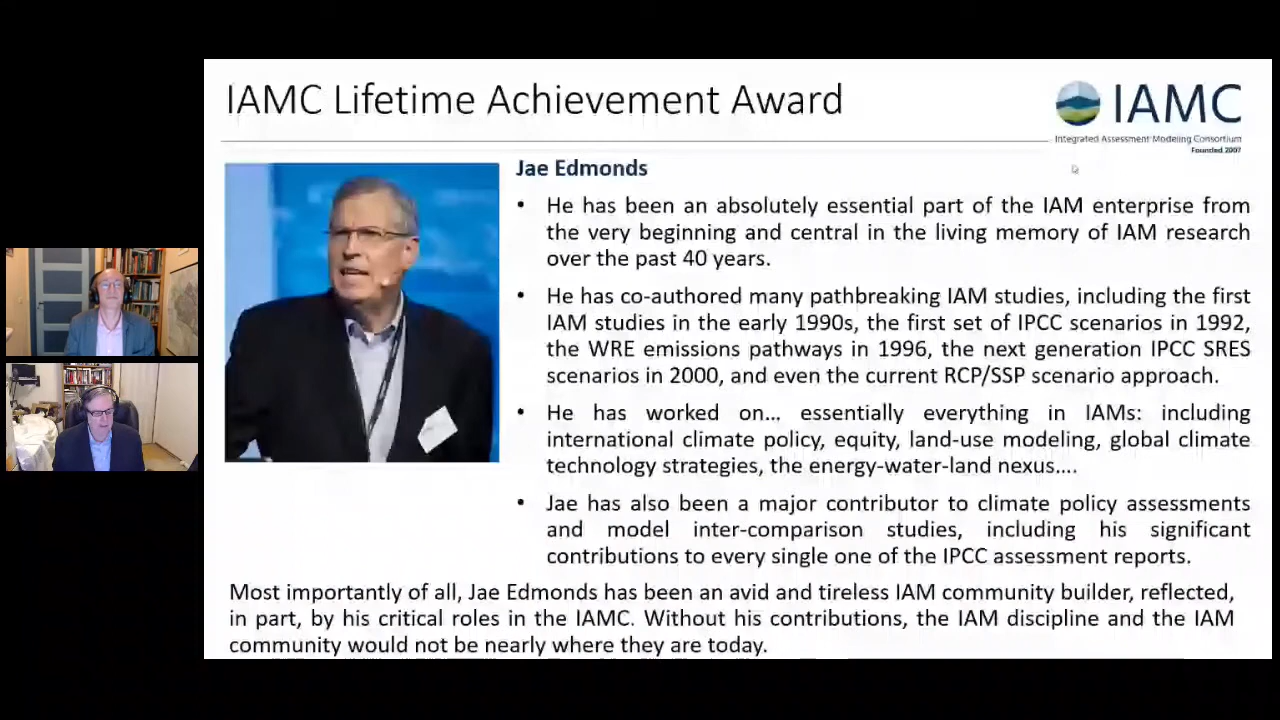 IAMC Lifetime Achievement Award
IAMC
Integrated Assessment Modeling Consortium
Founded 2007
Jae Edmonds
• He has been an absolutely essential part of the IAM enterprise from
the very beginning and central in the living memory of IAM research
over the past 40 years.
• He has co-authored many pathbreaking IAM studies, including the first
IAM studies in the early 1990s, the first set of IPCC scenarios in 1992,
the WRE emissions pathways in 1996, the next generation IPCC SRES
scenarios in 2000, and even the current RCP/SSP scenario approach.
• He has worked on... essentially everything in IAMs: including
international climate policy, equity, land-use modeling, global climate
technology strategies, the energy-water-land nexus....
• Jae has also been a major contributor to climate policy assessments
and model inter-comparison studies, including his significant
contributions to every single one of the IPCC assessment reports.
Most importantly of all, Jae Edmonds has been an avid and tireless IAM community builder, reflected,
in part, by his critical roles in the IAMC. Without his contributions, the IAM discipline and the IAM
community would not be nearly where they are today.